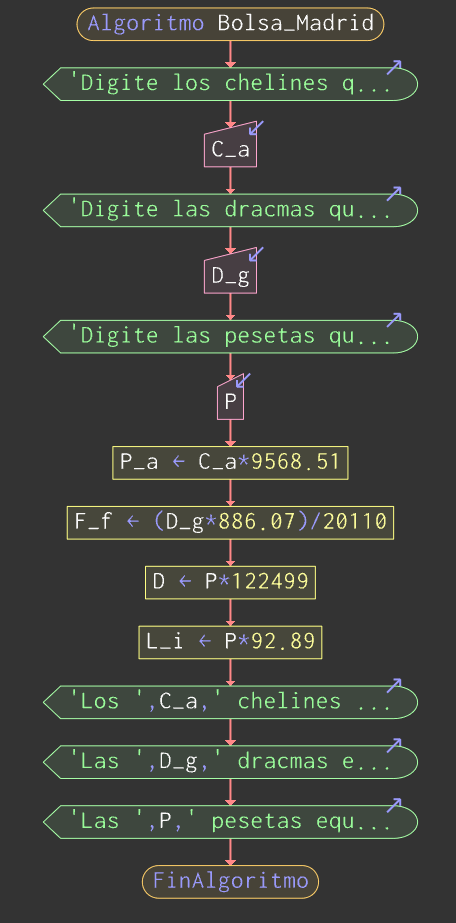 Algoritmo Bolsa_Madrid
'Digite los chelines q...
C_a
'Digite las dracmas qu...
D_g
'Digite las pesetas qu...
P
P_a ← C_a*9568.51
F_f ← (D_g*886.07)/20110
D ← P*122499
L_i ← P*92.89
'Los ',C_a,' chelines ...
'Las ',D_g,' dracmas e...
'Las ',P,' pesetas equ...
FinAlgoritmo